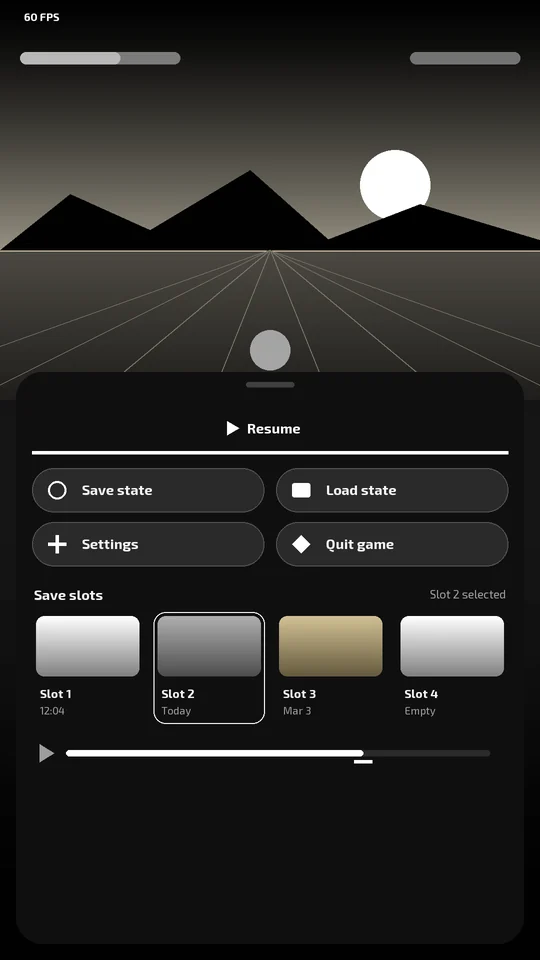 60 FPS
Resume
Save state
Load state
Settings
Quit game
Save slots
Slot 2 selected
Slot 1
12:04
Slot 2
Today
Slot 3
Mar 3
Slot 4
Empty